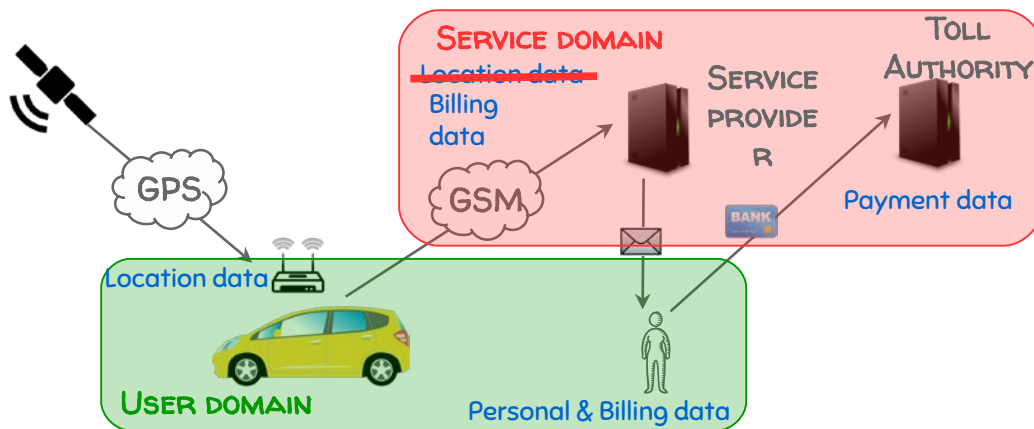 SERVICE DOMAIN
Location data
Billing
data
SERVICE
PROVIDE
R
TOLL
AUTHORITY
Payment data
GPS
GSM
BANK
Location data
USER DOMAIN
Personal & Billing data